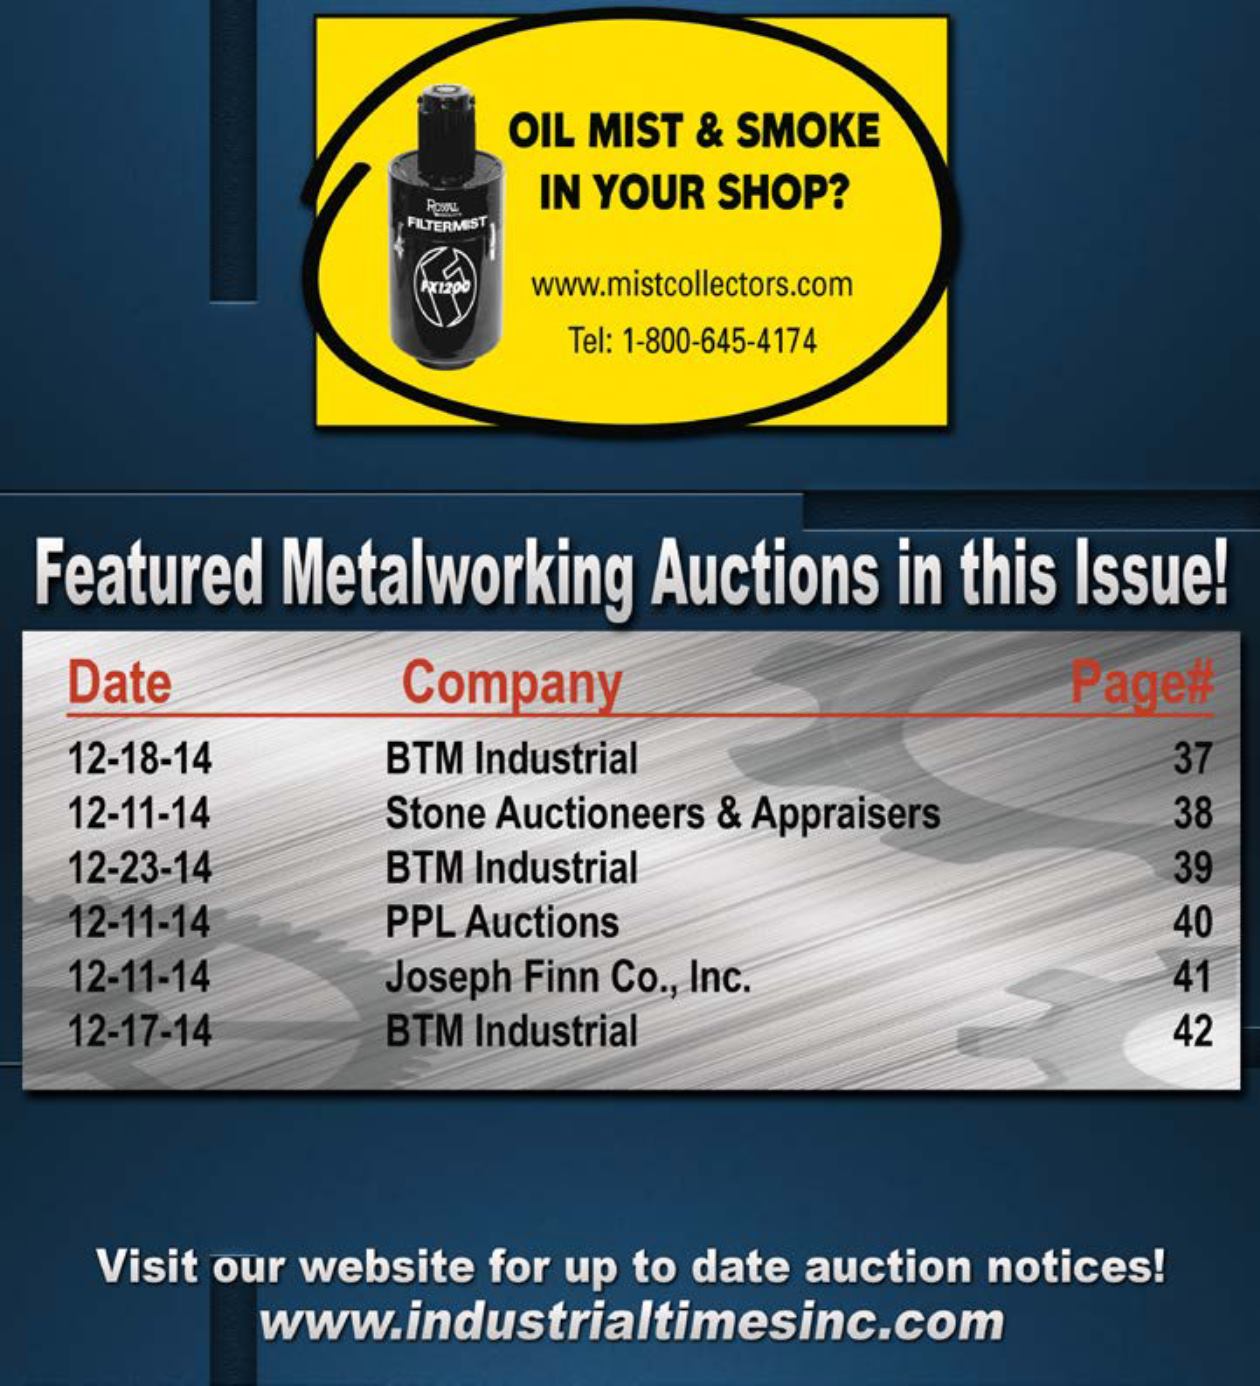 OIL MIST & SMOKE
IN YOUR SHOP?
ROYAL
FILTERMIST
FX1200
www.mistcollectors.com
Tel: 1-800-645-4174
Featured Metalworking Auctions in this Issue!
Date Company Page#
12-18-14 BTM Industrial 37
12-11-14 Stone Auctioneers & Appraisers 38
12-23-14 BTM Industrial 39
12-11-14 PPL Auctions 40
12-11-14 Joseph Finn Co., Inc. 41
12-17-14 BTM Industrial 42
Visit our website for up to date auction notices!
www.industrialtimesinc.com